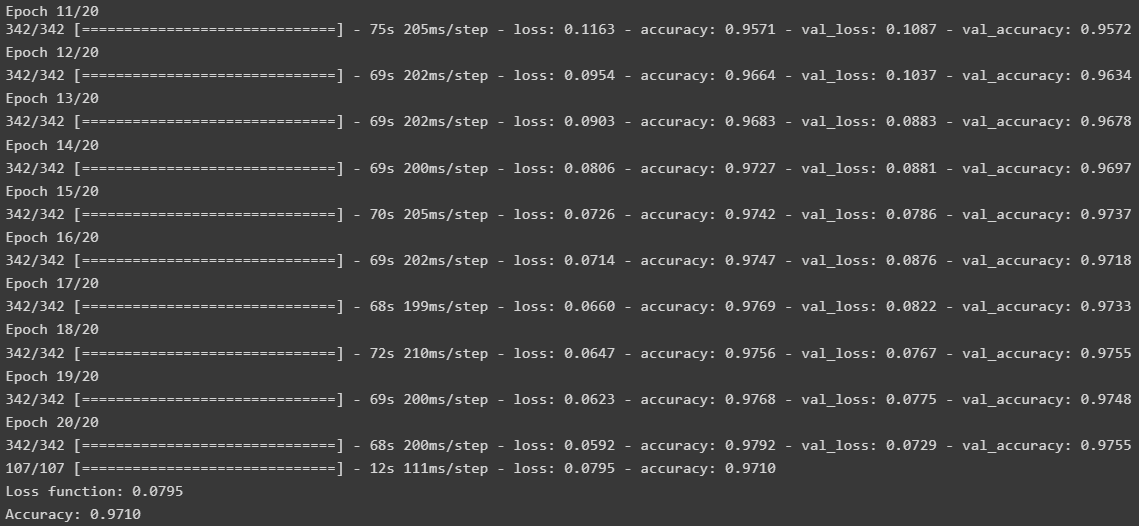 Epoch 11/20
342/342 [==============================] - 75s 205ms/step - loss: 0.1163 - accuracy: 0.9571 - val_loss: 0.1087 - val_accuracy: 0.9572
Epoch 12/20
342/342 [==============================] - 69s 202ms/step - loss: 0.0954 - accuracy: 0.9664 - val_loss: 0.1037 - val_accuracy: 0.9634
Epoch 13/20
342/342 [==============================] - 69s 202ms/step - loss: 0.0903 - accuracy: 0.9683 - val_loss: 0.0883 - val_accuracy: 0.9678
Epoch 14/20
342/342 [==============================] - 69s 200ms/step - loss: 0.0806 - accuracy: 0.9727 - val_loss: 0.0881 - val_accuracy: 0.9697
Epoch 15/20
342/342 [==============================] - 70s 205ms/step - loss: 0.0726 - accuracy: 0.9742 - val_loss: 0.0786 - val_accuracy: 0.9737
Epoch 16/20
342/342 [==============================] - 69s 202ms/step - loss: 0.0714 - accuracy: 0.9747 - val_loss: 0.0876 - val_accuracy: 0.9718
Epoch 17/20
342/342 [==============================] - 68s 199ms/step - loss: 0.0660 - accuracy: 0.9769 - val_loss: 0.0822 - val_accuracy: 0.9733
Epoch 18/20
342/342 [==============================] - 72s 210ms/step - loss: 0.0647 - accuracy: 0.9756 - val_loss: 0.0767 - val_accuracy: 0.9755
Epoch 19/20
342/342 [==============================] - 69s 200ms/step - loss: 0.0623 - accuracy: 0.9768 - val_loss: 0.0775 - val_accuracy: 0.9748
Epoch 20/20
342/342 [==============================] - 68s 200ms/step - loss: 0.0592 - accuracy: 0.9792 - val_loss: 0.0729 - val_accuracy: 0.9755
107/107 [==============================] - 12s 111ms/step - loss: 0.0795 - accuracy: 0.9710
Loss function: 0.0795
Accuracy: 0.9710